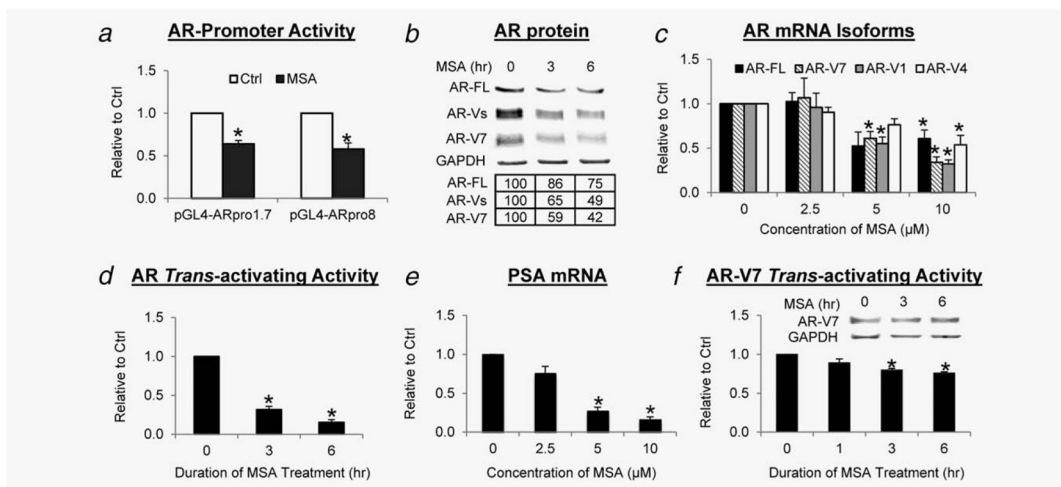 a AR-Promoter Activity
Relative to Ctrl
1.5
1.0
0.5
0.0
Ctrl MSA
* *
pGL4-ARpro1.7 pGL4-ARpro8
b AR protein
MSA (hr) 0 3 6
AR-FL
AR-Vs
AR-V7
GAPDH
AR-FL 100 86 75
AR-Vs 100 65 49
AR-V7 100 59 42
c AR mRNA Isoforms
Relative to Ctrl
1.5
1.0
0.5
0.0
AR-FL AR-V7 AR-V1 AR-V4
* * * * * *
0 2.5 5 10
Concentration of MSA (µM)
d AR Trans-activating Activity
Relative to Ctrl
1.5
1.0
0.5
0.0
* *
0 3 6
Duration of MSA Treatment (hr)
e PSA mRNA
Relative to Ctrl
1.5
1.0
0.5
0.0
* *
0 2.5 5 10
Concentration of MSA (µM)
f AR-V7 Trans-activating Activity
MSA (hr) 0 3 6
AR-V7
GAPDH
Relative to Ctrl
1.5
1.0
0.5
0.0
* *
0 1 3 6
Duration of MSA Treatment (hr)